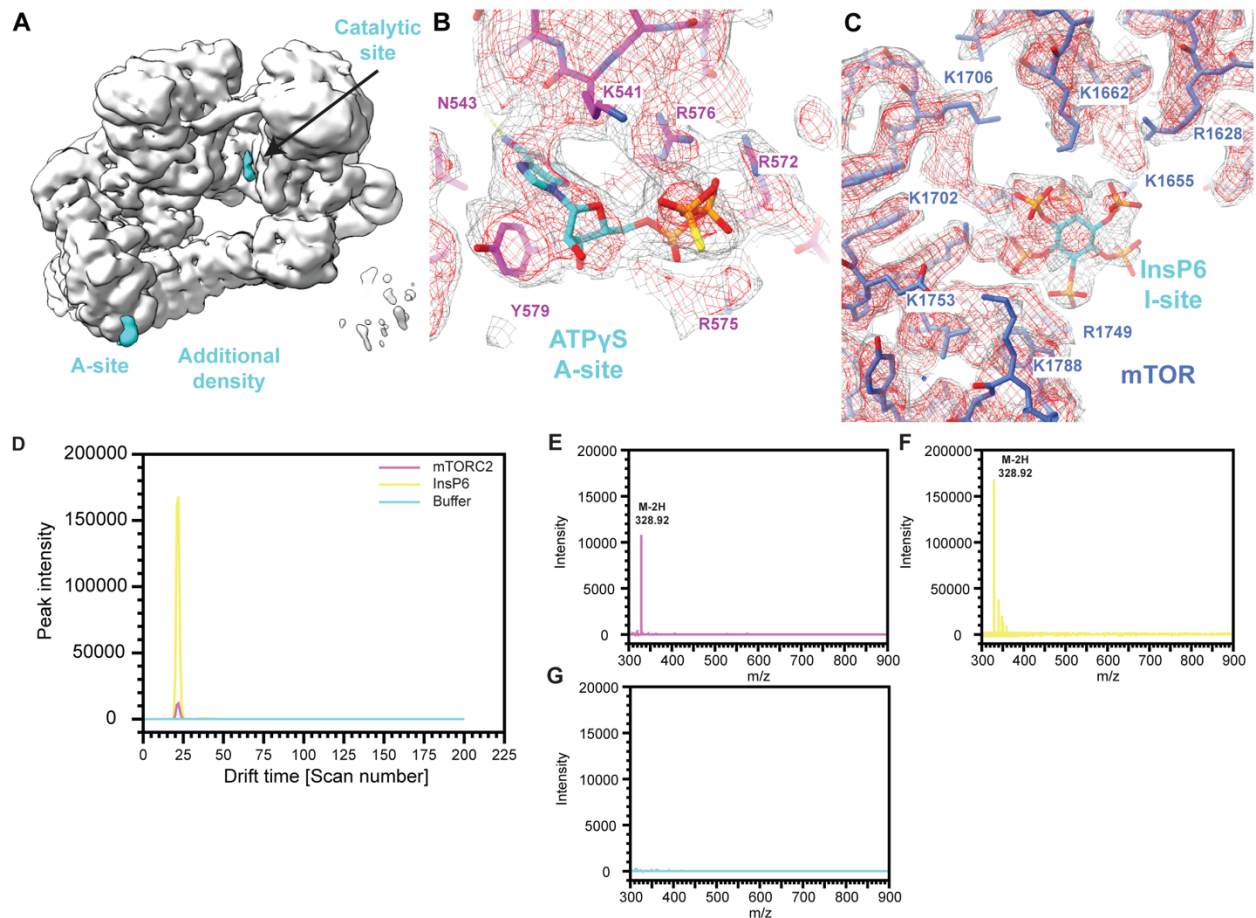 A
Catalytic
site
A-site
Additional
density
B
K541
N543
R576
R572
Y579
R575
ATPγS
A-site
C
K1706
K1662
R1628
K1655
K1702
InsP6
I-site
K1753
R1749
K1788
mTOR
D
200000
150000
100000
50000
0
Peak intensity
mTORC2
InsP6
Buffer
0 25 50 75 100 125 150 175 200 225
Drift time [Scan number]
E
20000
15000
10000
5000
0
Intensity
M-2H
328.92
300 400 500 600 700 800 900
m/z
F
200000
150000
100000
50000
0
Intensity
M-2H
328.92
300 400 500 600 700 800 900
m/z
G
20000
15000
10000
5000
0
Intensity
300 400 500 600 700 800 900
m/z